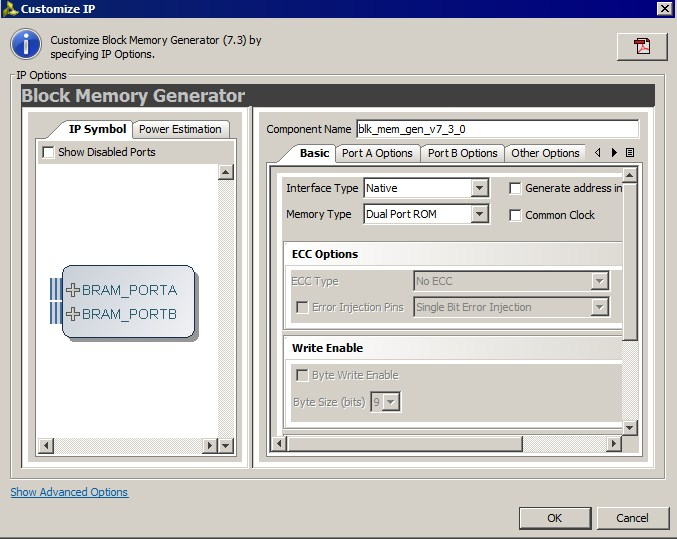 Customize IP
Customize Block Memory Generator (7.3) by
specifying IP Options.
IP Options
Block Memory Generator
IP Symbol
Power Estimation
Show Disabled Ports
BRAM_PORTA
BRAM_PORTB
Component Name
blk_mem_gen_v7_3_0
Basic
Port A Options
Port B Options
Other Options
Interface Type
Native
Generate address in
Memory Type
Dual Port ROM
Common Clock
ECC Options
ECC Type
No ECC
Error Injection Pins
Single Bit Error Injection
Write Enable
Byte Write Enable
Byte Size (bits)
9
Show Advanced Options
OK
Cancel